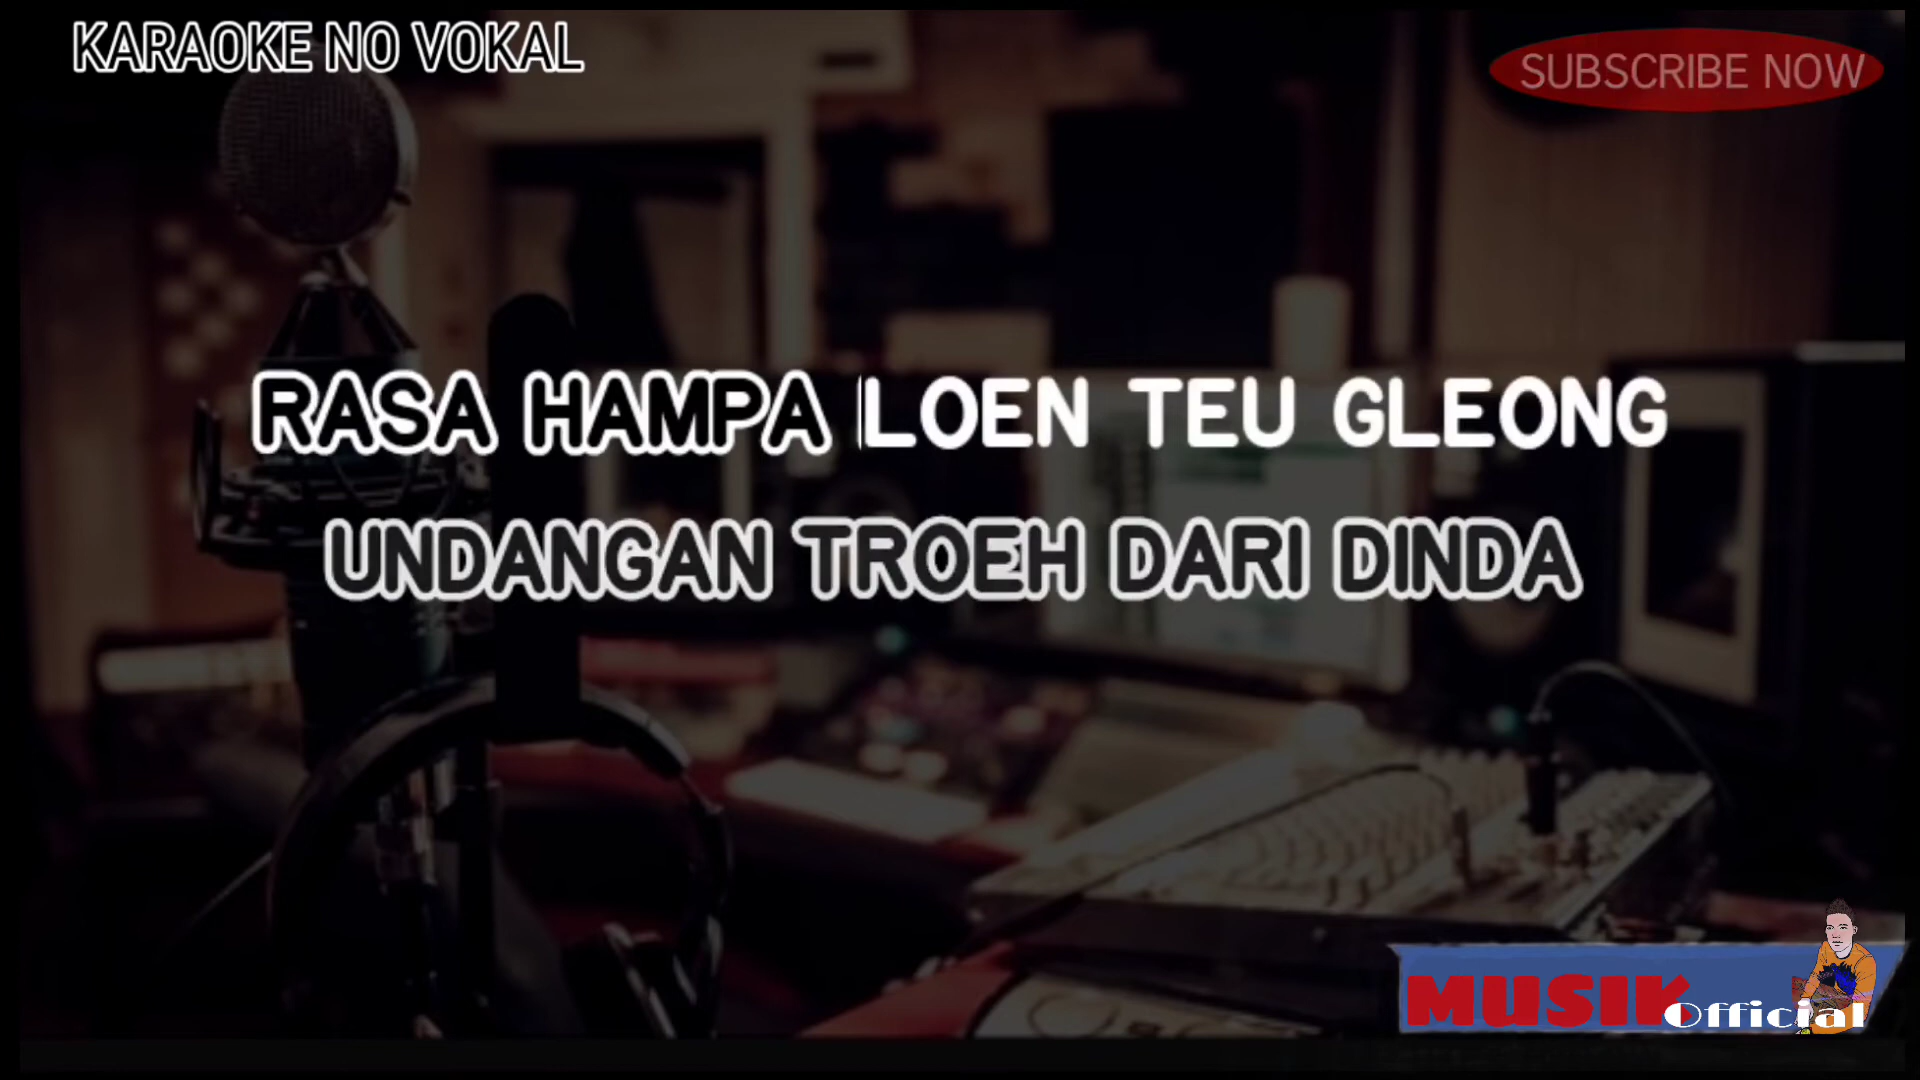 KARAOKE NO VOKAL
SUBSCRIBE NOW
RASA HAMPA LOEN TEU GLEONG
UNDANGAN TROEH DARI DINDA
MUSIK
Official